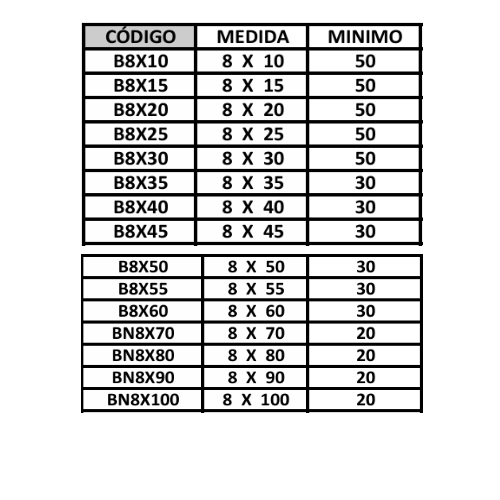 CÓDIGO MEDIDA MINIMO
B8X10 8 X 10 50
B8X15 8 X 15 50
B8X20 8 X 20 50
B8X25 8 X 25 50
B8X30 8 X 30 50
B8X35 8 X 35 30
B8X40 8 X 40 30
B8X45 8 X 45 30
B8X50 8 X 50 30
B8X55 8 X 55 30
B8X60 8 X 60 30
BN8X70 8 X 70 20
BN8X80 8 X 80 20
BN8X90 8 X 90 20
BN8X100 8 X 100 20